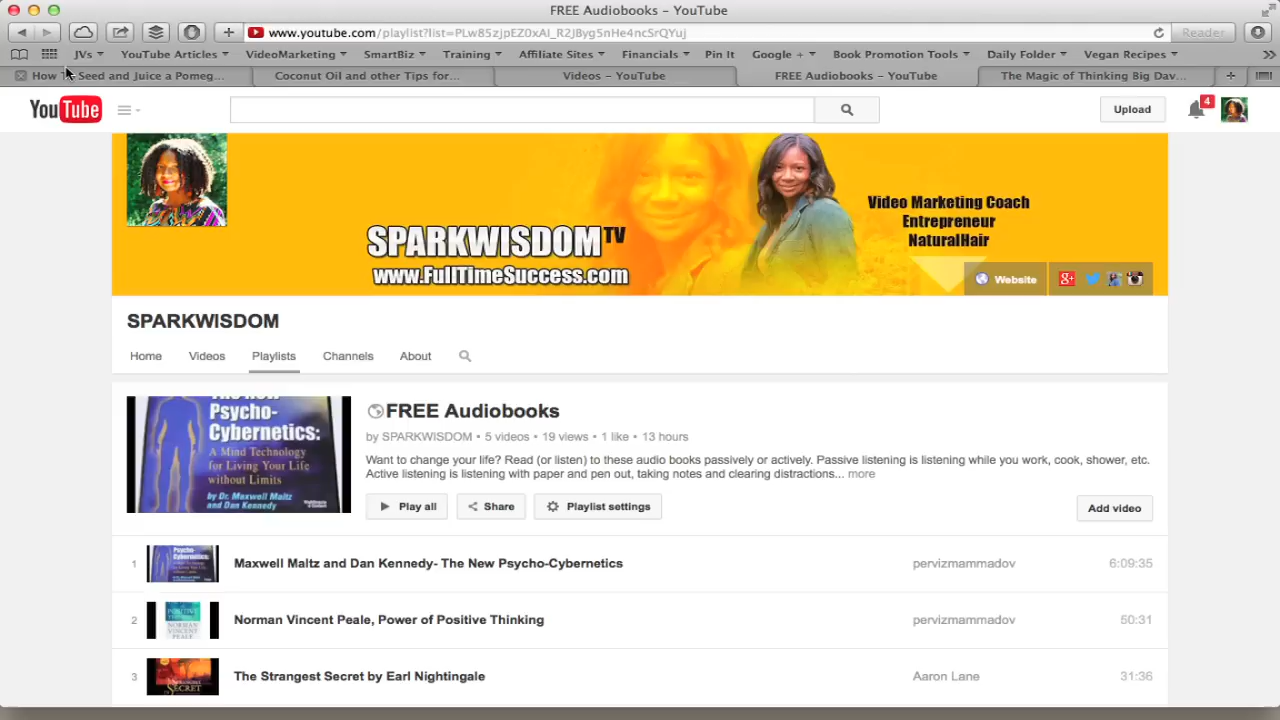 FREE Audiobooks – YouTube
www.youtube.com/playlist?list=PLw85zjpEZ0xAl_R2J8yg5nHe4ncSrQYuj
Reader
JVs YouTube Articles VideoMarketing SmartBiz Training Affiliate Sites Financials Pin It Google + Book Promotion Tools Daily Folder Vegan Recipes
How Seed and Juice a Pomeg... Coconut Oil and other Tips for... Videos – YouTube FREE Audiobooks – YouTube The Magic of Thinking Big Dav...
YouTube
Upload
4
Video Marketing Coach
Entrepreneur
NaturalHair
SPARKWISDOM TV
www.FullTimeSuccess.com
Website
SPARKWISDOM
Home Videos Playlists Channels About
FREE Audiobooks
by SPARKWISDOM • 5 videos • 19 views • 1 like • 13 hours
Want to change your life? Read (or listen) to these audio books passively or actively. Passive listening is listening while you work, cook, shower, etc.
Active listening is listening with paper and pen out, taking notes and clearing distractions... more
Play all Share Playlist settings
Add video
The New
Psycho-
Cybernetics:
A Mind Technology
for Living Your Life
without Limits
by Dr. Maxwell Maltz
and Dan Kennedy
1 Maxwell Maltz and Dan Kennedy- The New Psycho-Cybernetics pervizmammadov 6:09:35
2 Norman Vincent Peale, Power of Positive Thinking pervizmammadov 50:31
3 The Strangest Secret by Earl Nightingale Aaron Lane 31:36